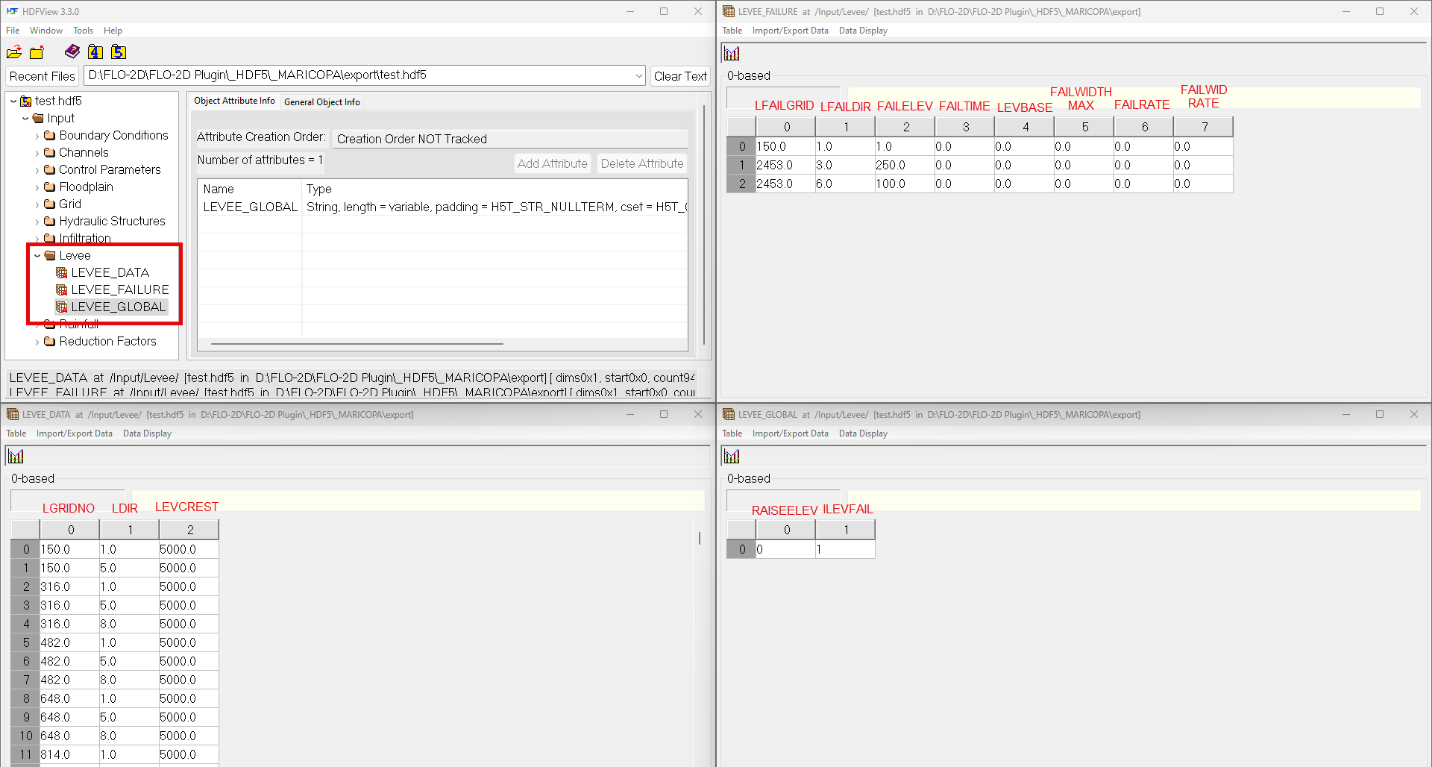 HDFView 3.3.0
File Window Tools Help
Recent Files D:\FLO-2D\FLO-2D Plugin\_HDF5\_MARICOPA\export\test.hdf5 Clear Text
test.hdf5
Input
Boundary Conditions
Channels
Control Parameters
Floodplain
Grid
Hydraulic Structures
Infiltration
Levee
LEVEE_DATA
LEVEE_FAILURE
LEVEE_GLOBAL
Rainfall
Reduction Factors
Object Attribute Info General Object Info
Attribute Creation Order: Creation Order NOT Tracked
Number of attributes = 1 Add Attribute Delete Attribute
Name Type
LEVEE_GLOBAL String, length = variable, padding = H5T_STR_NULLTERM, cset = H5T_
LEVEE_DATA at /Input/Levee/ [test.hdf5 in D:\FLO-2D\FLO-2D Plugin\_HDF5\_MARICOPA\export] [ dims0x1, start0x0, count94
LEVEE_FAILURE at /Input/Levee/ [test.hdf5 in D:\FLO-2D\FLO-2D Plugin\_HDF5\_MARICOPA\export] [ dims0x1, start0x0, cou
LEVEE_FAILURE at /Input/Levee/ [test.hdf5 in D:\FLO-2D\FLO-2D Plugin\_HDF5\_MARICOPA\export]
Table Import/Export Data Data Display
0-based
LFAILGRID LFAILDIR FAILELEV FAILTIME LEVBASE FAILWIDTH MAX FAILRATE FAILWID RATE
0 1 2 3 4 5 6 7
0 150.0 1.0 1.0 0.0 0.0 0.0 0.0 0.0
1 2453.0 3.0 250.0 0.0 0.0 0.0 0.0 0.0
2 2453.0 6.0 100.0 0.0 0.0 0.0 0.0 0.0
LEVEE_DATA at /Input/Levee/ [test.hdf5 in D:\FLO-2D\FLO-2D Plugin\_HDF5\_MARICOPA\export]
Table Import/Export Data Data Display
0-based
LGRIDNO LDIR LEVCREST
0 1 2
0 150.0 1.0 5000.0
1 150.0 5.0 5000.0
2 316.0 1.0 5000.0
3 316.0 5.0 5000.0
4 316.0 8.0 5000.0
5 482.0 1.0 5000.0
6 482.0 5.0 5000.0
7 482.0 8.0 5000.0
8 648.0 1.0 5000.0
9 648.0 5.0 5000.0
10 648.0 8.0 5000.0
11 814.0 1.0 5000.0
LEVEE_GLOBAL at /Input/Levee/ [test.hdf5 in D:\FLO-2D\FLO-2D Plugin\_HDF5\_MARICOPA\export]
Table Import/Export Data Data Display
0-based
RAISEELEV ILEVFAIL
0 1
0 0 1